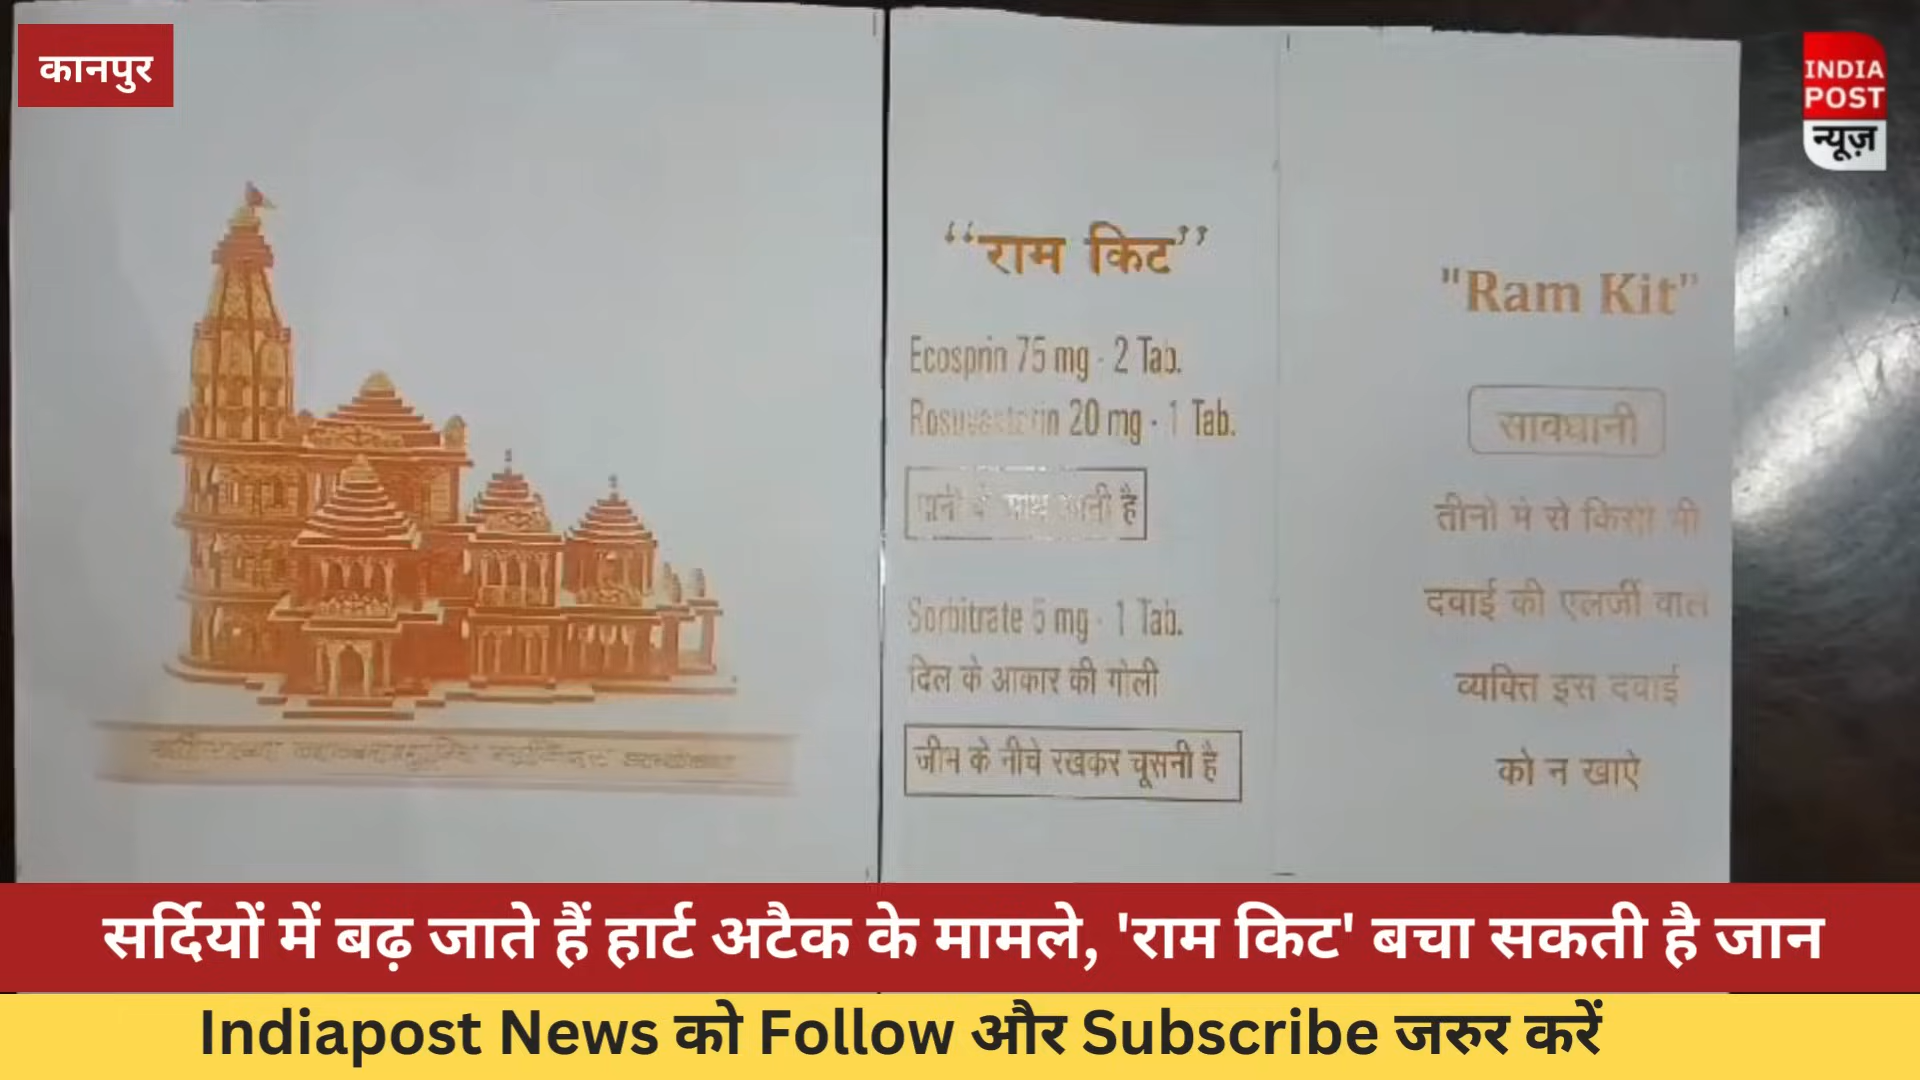 कानपुर
INDIA
POST
न्यूज़
“राम किट”
Ecosprin 75 mg - 2 Tab.
Rosuvastarin 20 mg - 1 Tab.
पानी के साथ खानी है
Sorbitrate 5 mg - 1 Tab.
दिल के आकार की गोली
जीभ के नीचे रखकर चूसनी है
"Ram Kit"
सावधानी
तीनो मे से किसी भी
दवाई की एलर्जी वाले
व्यक्ति इस दवाई
को न खाऐ
सर्दियों में बढ़ जाते हैं हार्ट अटैक के मामले, 'राम किट' बचा सकती है जान
Indiapost News को Follow और Subscribe जरुर करें